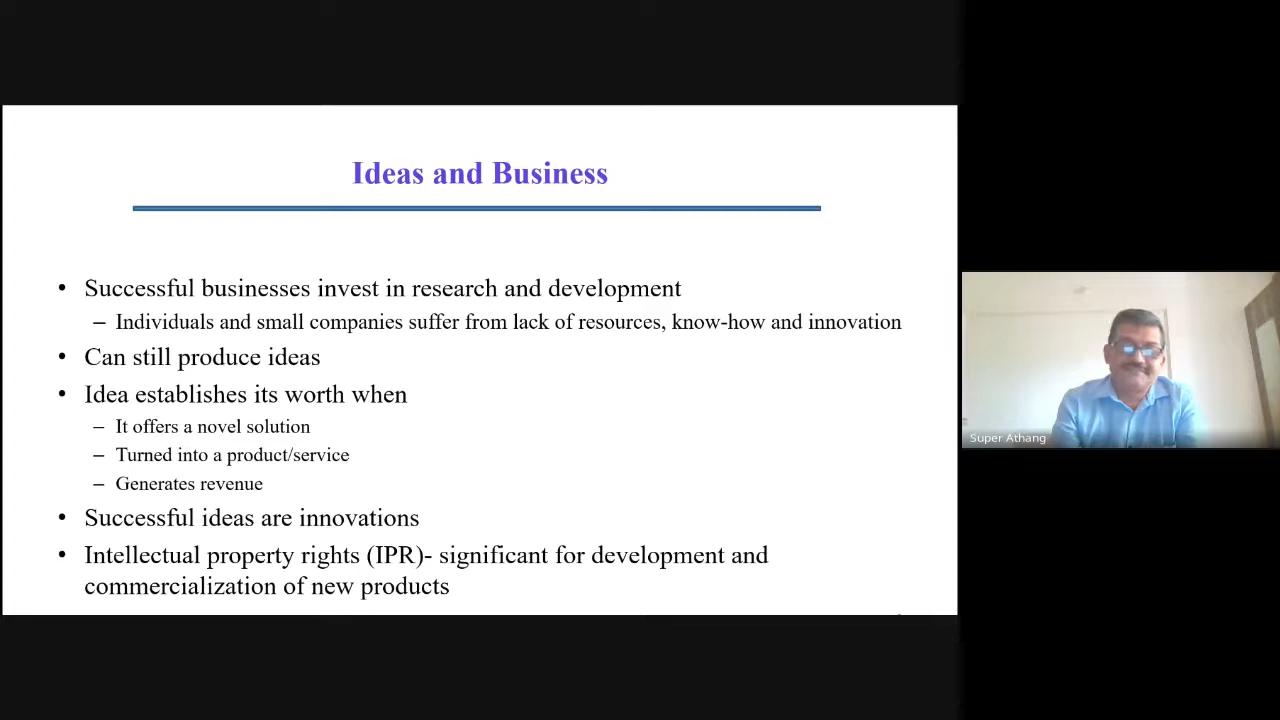 Ideas and Business
• Successful businesses invest in research and development
– Individuals and small companies suffer from lack of resources, know-how and innovation
• Can still produce ideas
• Idea establishes its worth when
– It offers a novel solution
– Turned into a product/service
– Generates revenue
• Successful ideas are innovations
• Intellectual property rights (IPR)- significant for development and
commercialization of new products
Super Athang